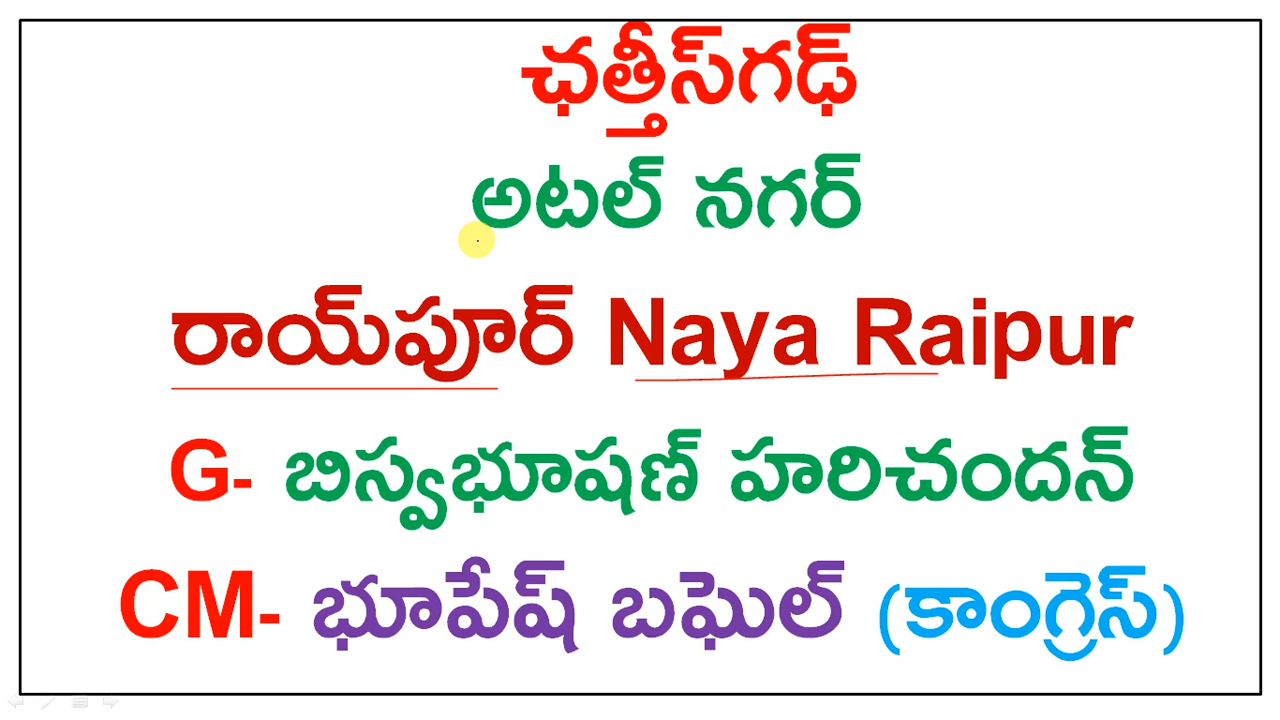 ఛత్తీస్‌గఢ్
అటల్ నగర్
రాయ్‌పూర్ Naya Raipur
G- బిస్వభూషణ్ హరిచందన్
CM- భూపేష్ బఘెల్ (కాంగ్రెస్)